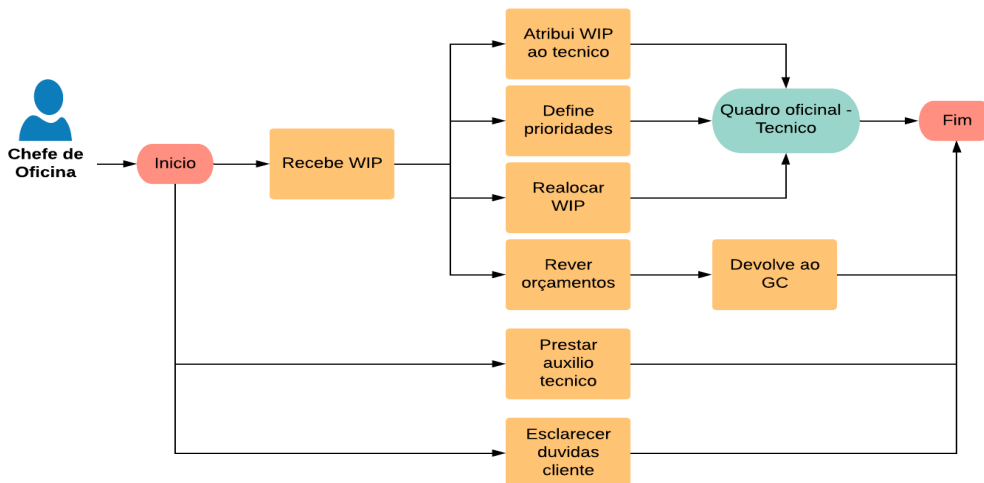 Chefe de
Oficina
Inicio
Recebe WIP
Atribui WIP
ao tecnico
Define
prioridades
Realocar
WIP
Rever
orçamentos
Quadro oficinal -
Tecnico
Devolve ao
GC
Fim
Prestar
auxilio
tecnico
Esclarecer
duvidas
cliente